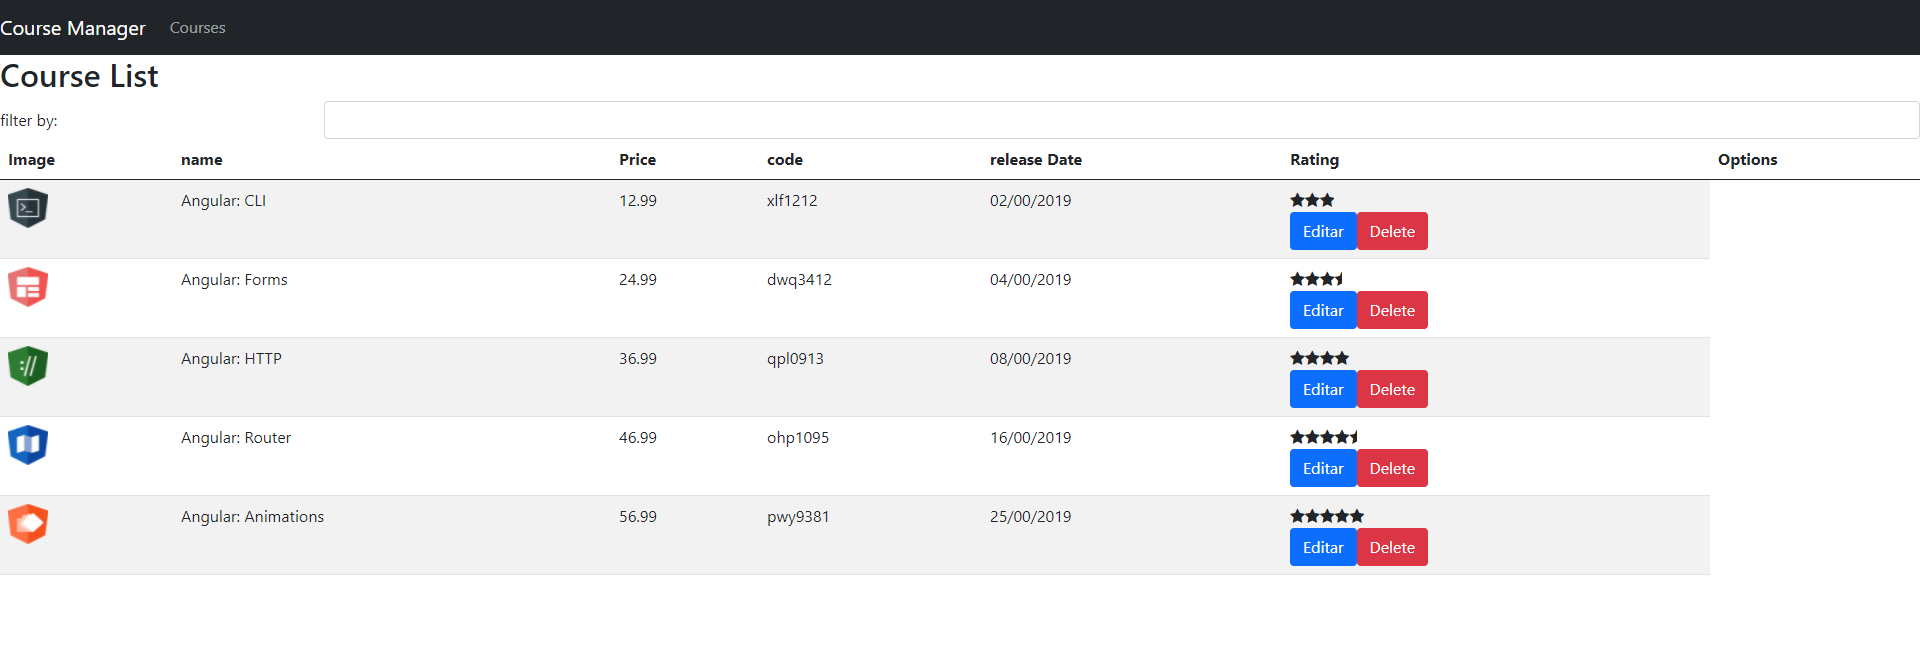 Course Manager Courses
Course List
filter by:
Image name Price code release Date Rating Options
Angular: CLI 12.99 xlf1212 02/00/2019
Editar Delete
Angular: Forms 24.99 dwq3412 04/00/2019
Editar Delete
Angular: HTTP 36.99 qpl0913 08/00/2019
Editar Delete
Angular: Router 46.99 ohp1095 16/00/2019
Editar Delete
Angular: Animations 56.99 pwy9381 25/00/2019
Editar Delete